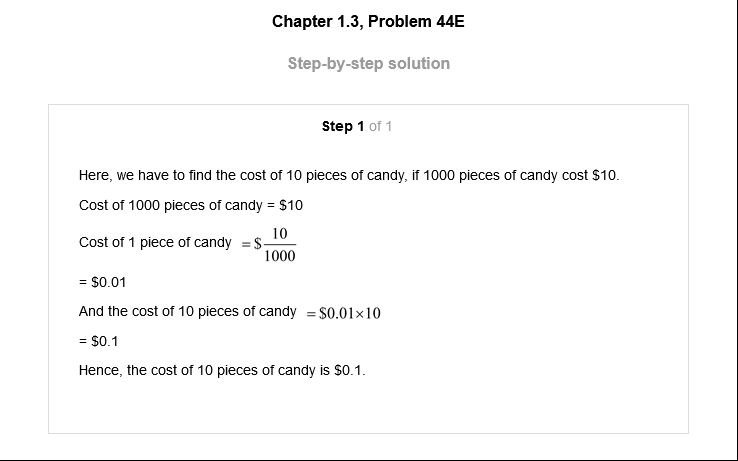 Chapter 1.3, Problem 44E
Step-by-step solution
Step 1 of 1
Here, we have to find the cost of 10 pieces of candy, if 1000 pieces of candy cost $10.
Cost of 1000 pieces of candy = $10
Cost of 1 piece of candy = $ 10/1000
= $0.01
And the cost of 10 pieces of candy = $0.01×10
= $0.1
Hence, the cost of 10 pieces of candy is $0.1.